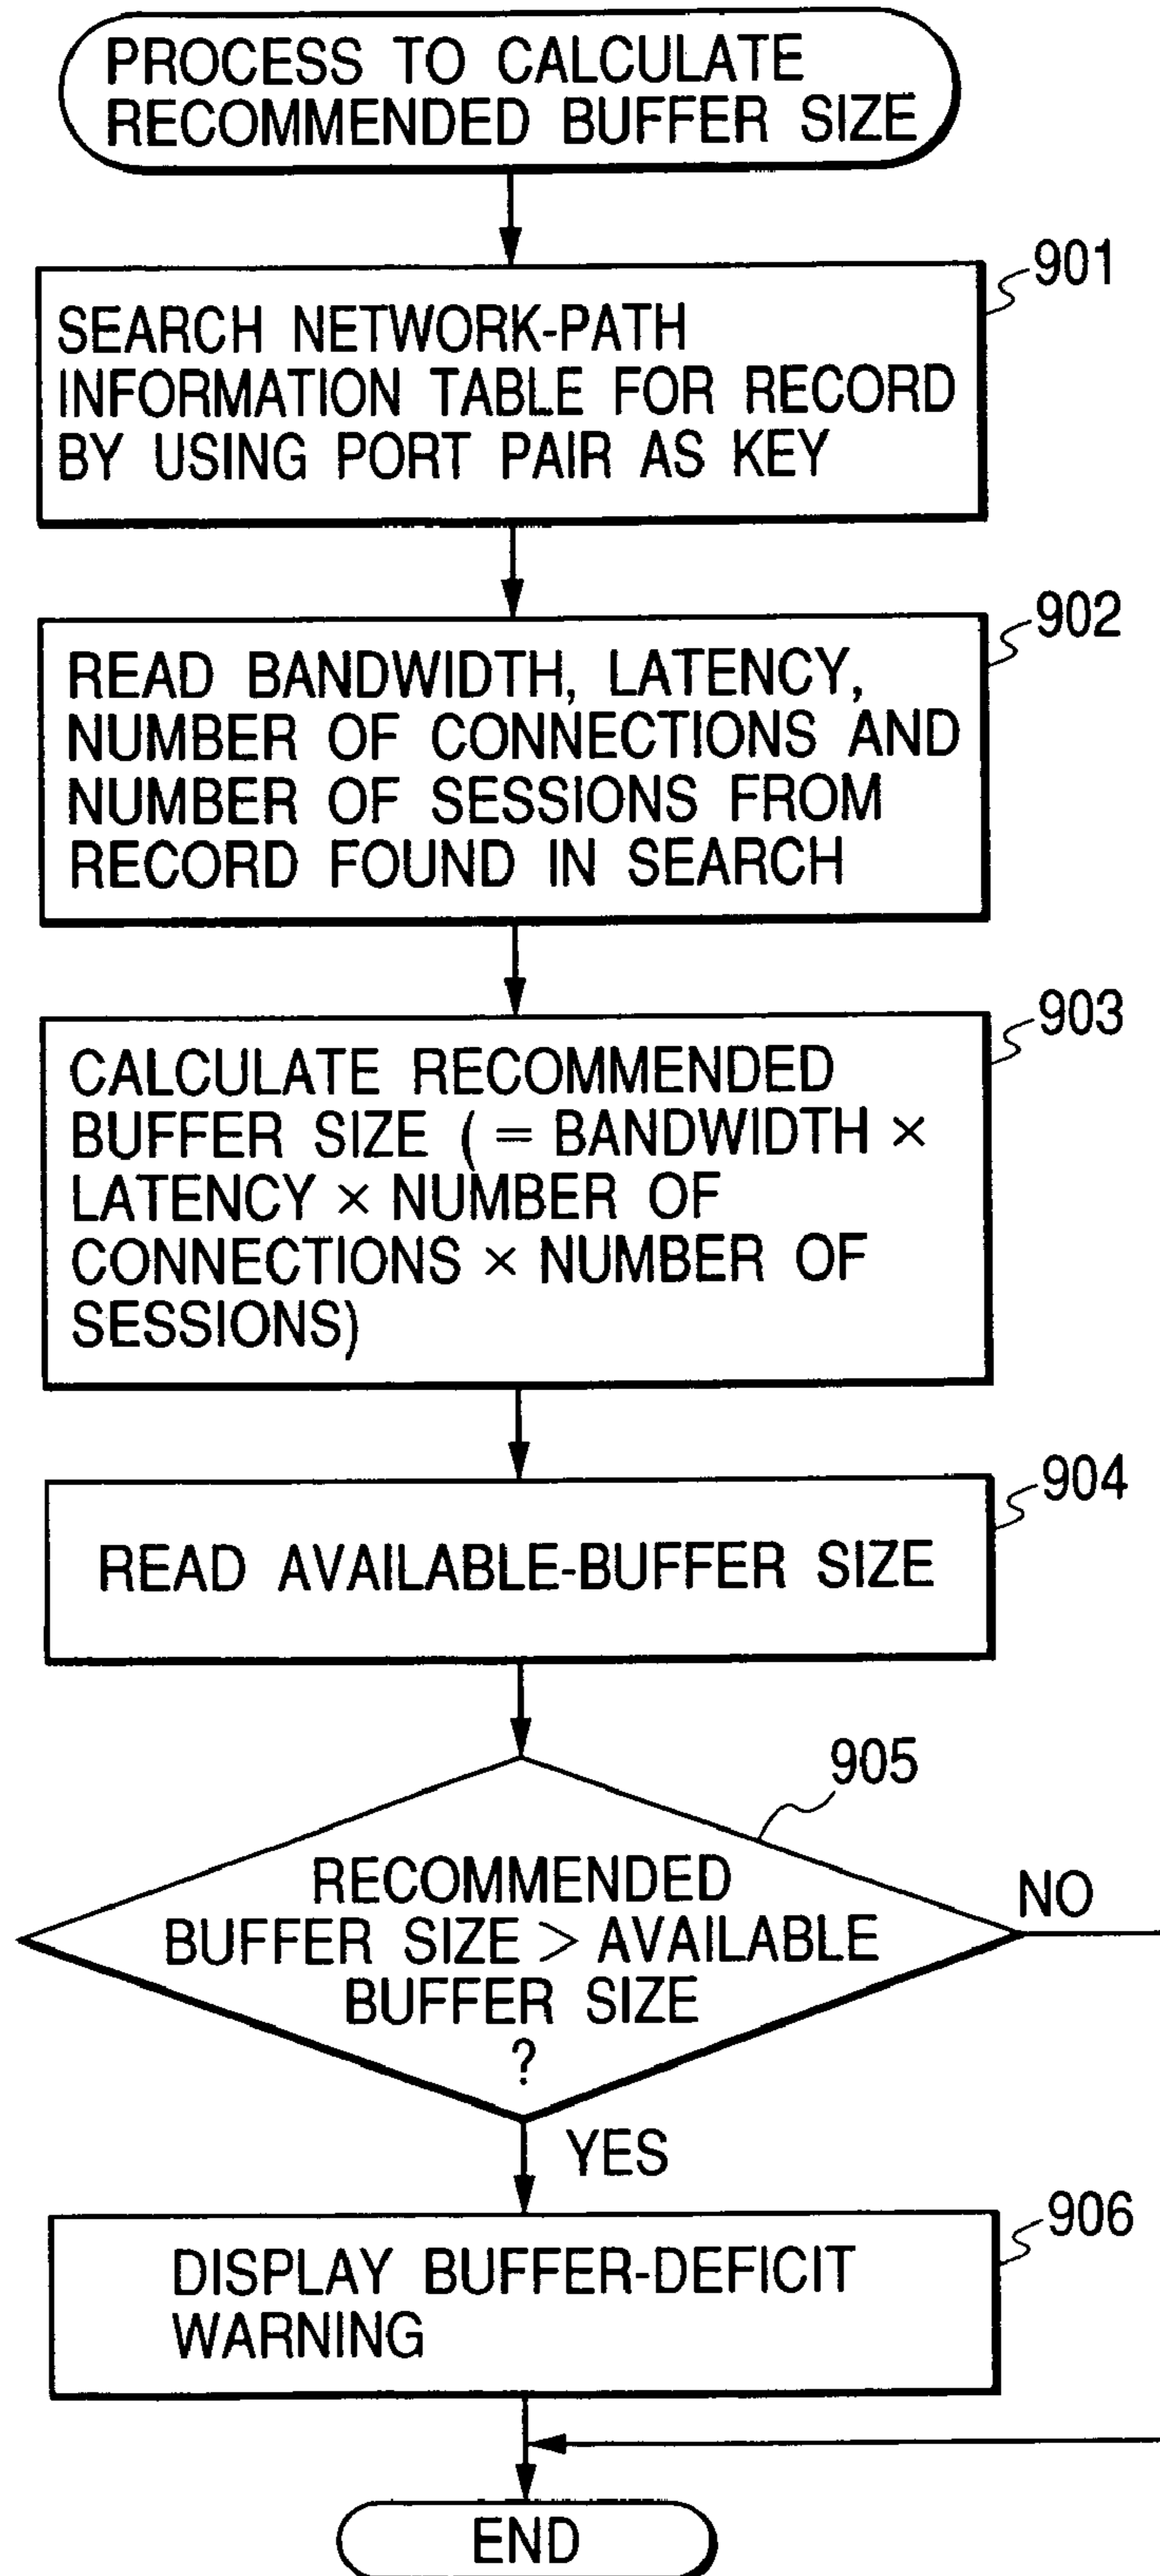 PROCESS TO CALCULATE
RECOMMENDED BUFFER SIZE
901
SEARCH NETWORK-PATH
INFORMATION TABLE FOR RECORD
BY USING PORT PAIR AS KEY
902
READ BANDWIDTH, LATENCY,
NUMBER OF CONNECTIONS AND
NUMBER OF SESSIONS FROM
RECORD FOUND IN SEARCH
903
CALCULATE RECOMMENDED
BUFFER SIZE ( = BANDWIDTH ×
LATENCY × NUMBER OF
CONNECTIONS × NUMBER OF
SESSIONS)
904
READ AVAILABLE-BUFFER SIZE
905
RECOMMENDED
BUFFER SIZE > AVAILABLE
BUFFER SIZE
?
NO
YES
906
DISPLAY BUFFER-DEFICIT
WARNING
END